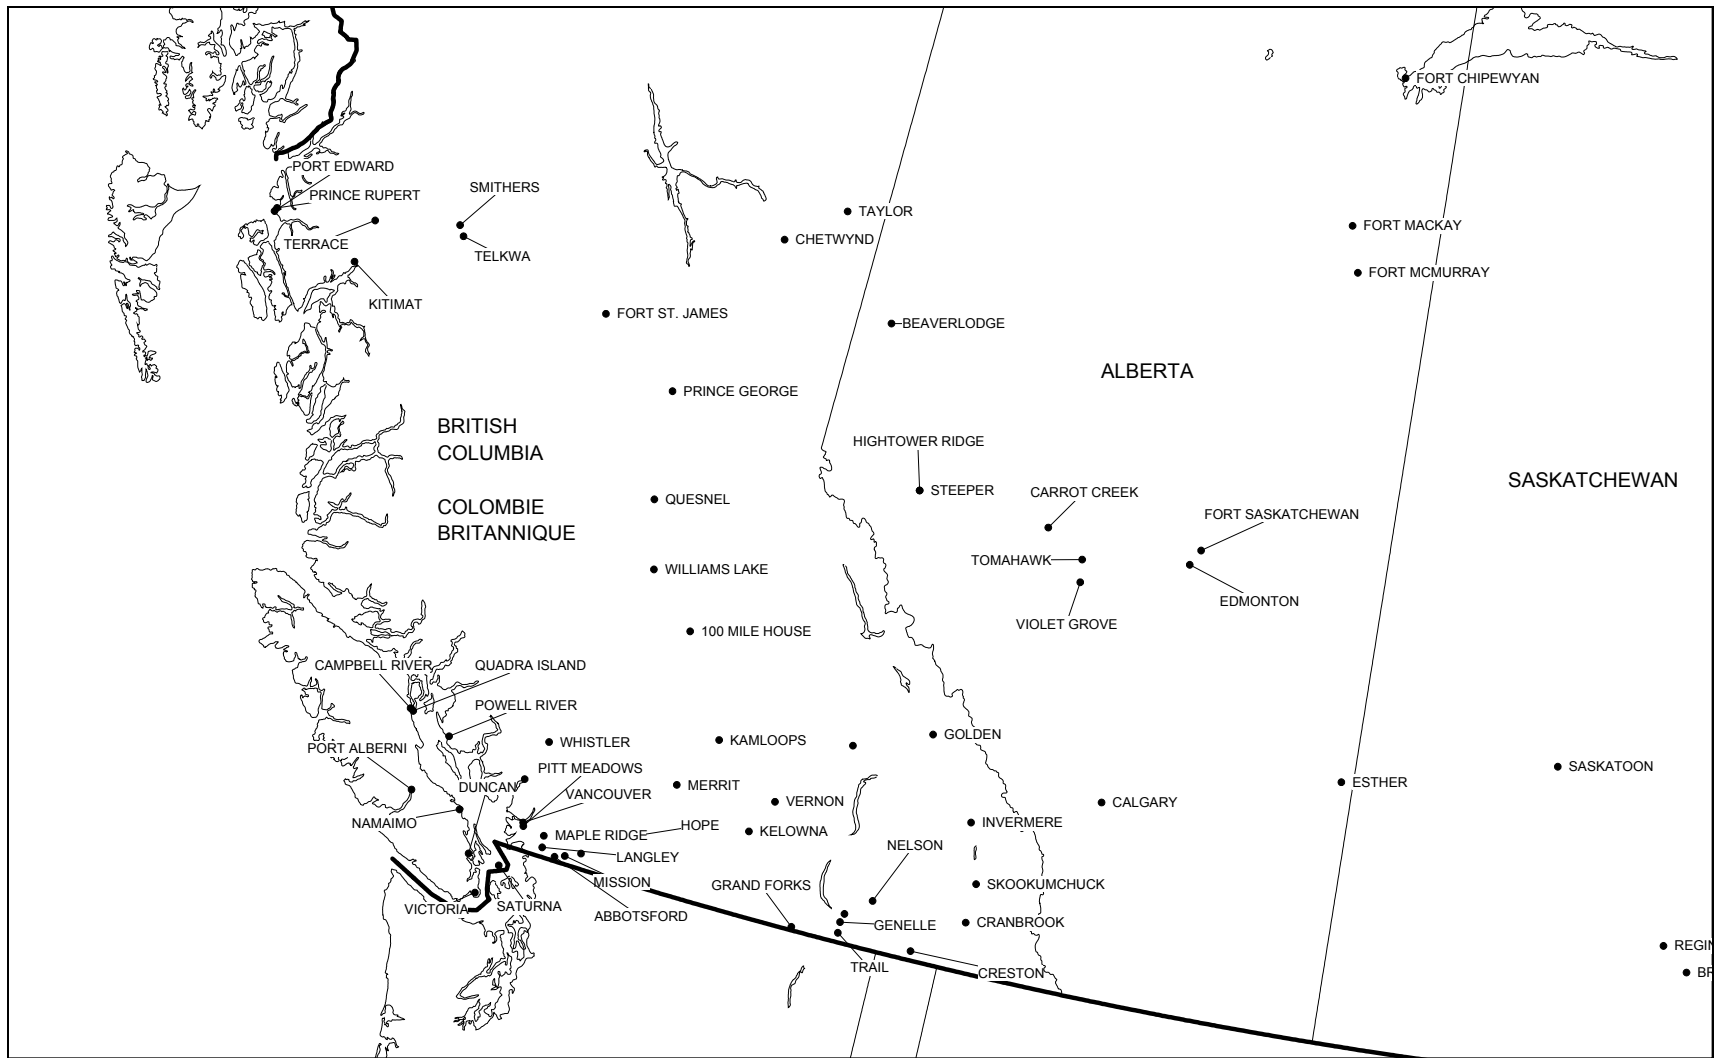 FORT CHIPEWYAN
PORT EDWARD
PRINCE RUPERT
SMITHERS
TAYLOR
FORT MACKAY
CHETWYND
TERRACE
TELKWA
FORT MCMURRAY
KITIMAT
FORT ST. JAMES
BEAVERLODGE
ALBERTA
PRINCE GEORGE
BRITISH
COLUMBIA
HIGHTOWER RIDGE
SASKATCHEWAN
STEEPER
CARROT CREEK
QUESNEL
COLOMBIE
BRITANNIQUE
FORT SASKATCHEWAN
TOMAHAWK
WILLIAMS LAKE
EDMONTON
VIOLET GROVE
100 MILE HOUSE
CAMPBELL RIVER
QUADRA ISLAND
POWELL RIVER
GOLDEN
KAMLOOPS
WHISTLER
PORT ALBERNI
PITT MEADOWS
SASKATOON
ESTHER
MERRIT
DUNCAN
VANCOUVER
VERNON
CALGARY
NAMAIMO
INVERMERE
HOPE
KELOWNA
MAPLE RIDGE
NELSON
LANGLEY
MISSION
GRAND FORKS
SKOOKUMCHUCK
VICTORIA
SATURNA
ABBOTSFORD
GENELLE
CRANBROOK
REGIN
TRAIL
CRESTON
BR